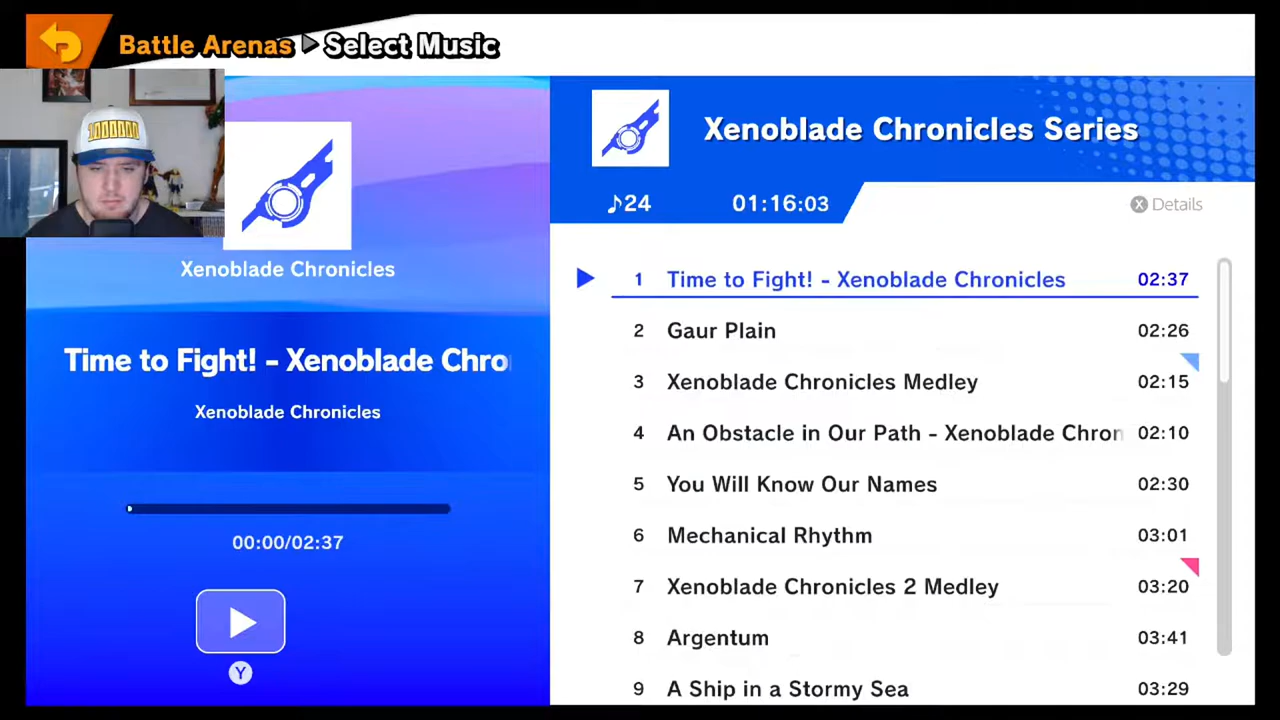 Battle Arenas ▶ Select Music
1000000
Xenoblade Chronicles
Time to Fight! - Xenoblade Chro
Xenoblade Chronicles
00:00/02:37
Y
Xenoblade Chronicles Series
♪24 01:16:03
X Details
1 Time to Fight! - Xenoblade Chronicles 02:37
2 Gaur Plain 02:26
3 Xenoblade Chronicles Medley 02:15
4 An Obstacle in Our Path - Xenoblade Chron 02:10
5 You Will Know Our Names 02:30
6 Mechanical Rhythm 03:01
7 Xenoblade Chronicles 2 Medley 03:20
8 Argentum 03:41
9 A Ship in a Stormy Sea 03:29